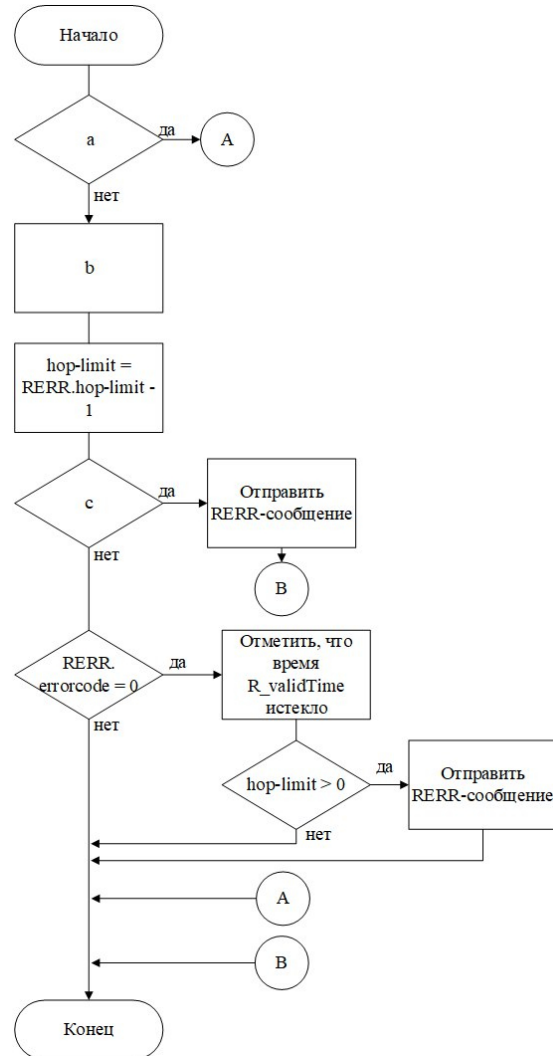 Начало
a
да
A
нет
b
hop-limit =
RERR.hop-limit -
1
c
да
Отправить
RERR-сообщение
нет
B
RERR.
errorcode = 0
да
Отметить, что
время
R_validTime
истекло
нет
hop-limit > 0
да
Отправить
RERR-сообщение
нет
A
B
Конец